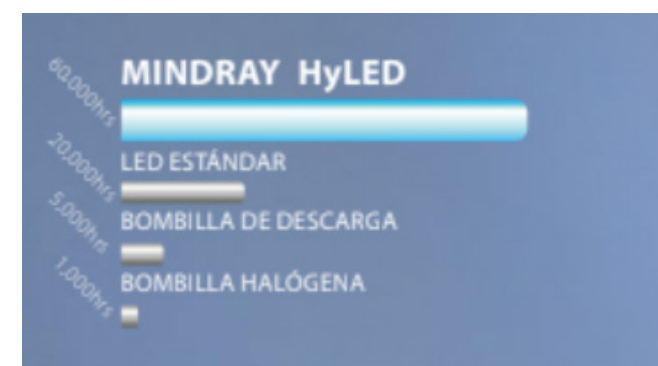 60,000hrs
MINDRAY HyLED
20,000hrs
LED ESTÁNDAR
5,000hrs
BOMBILLA DE DESCARGA
1,000hrs
BOMBILLA HALÓGENA